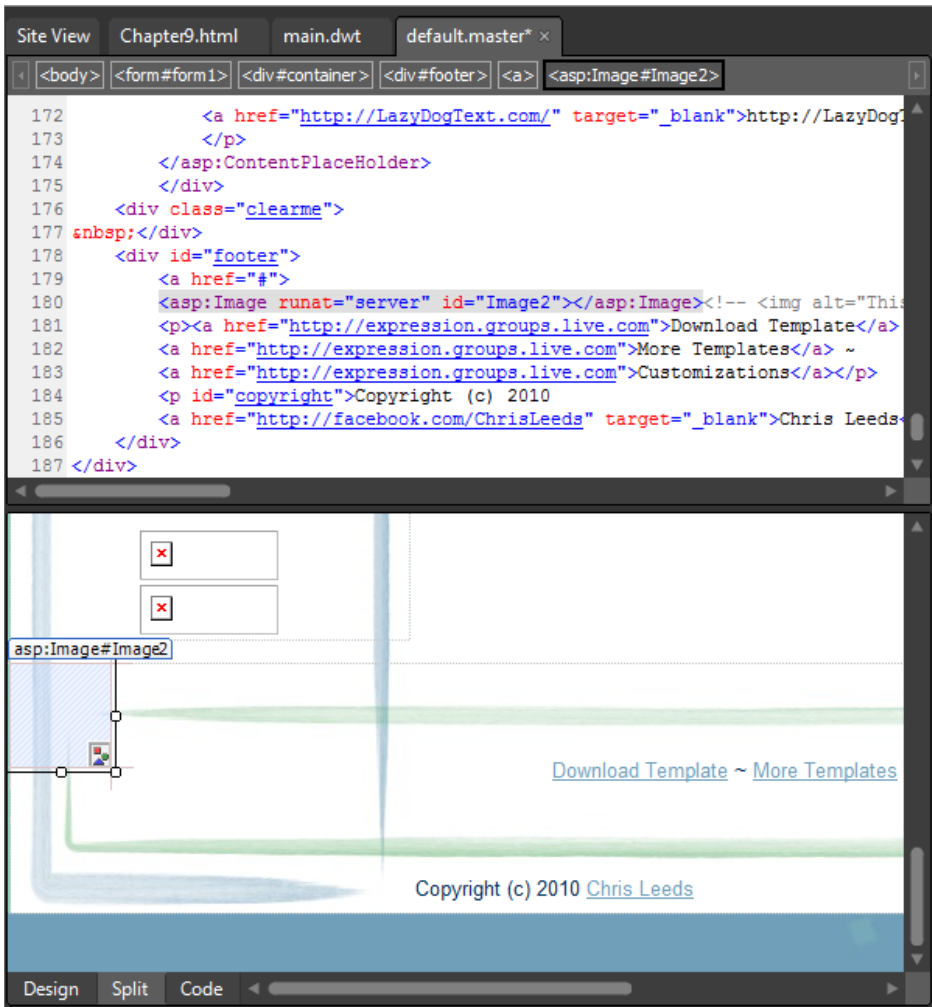 Site View Chapter9.html main.dwt default.master* ×
<body> <form#form1> <div#container> <div#footer> <a> <asp:Image#Image2>
172 <a href="http://LazyDogText.com/" target="_blank">http://LazyDogT
173 </p>
174 </asp:ContentPlaceHolder>
175 </div>
176 <div class="clearme">
177 &nbsp;</div>
178 <div id="footer">
179 <a href="#">
180 <asp:Image runat="server" id="Image2"></asp:Image><!-- <img alt="This
181 <p><a href="http://expression.groups.live.com">Download Template</a>
182 <a href="http://expression.groups.live.com">More Templates</a> ~
183 <a href="http://expression.groups.live.com">Customizations</a></p>
184 <p id="copyright">Copyright (c) 2010
185 <a href="http://facebook.com/ChrisLeeds" target="_blank">Chris Leeds<
186 </div>
187 </div>
asp:Image#Image2
Download Template ~ More Templates
Copyright (c) 2010 Chris Leeds
Design Split Code